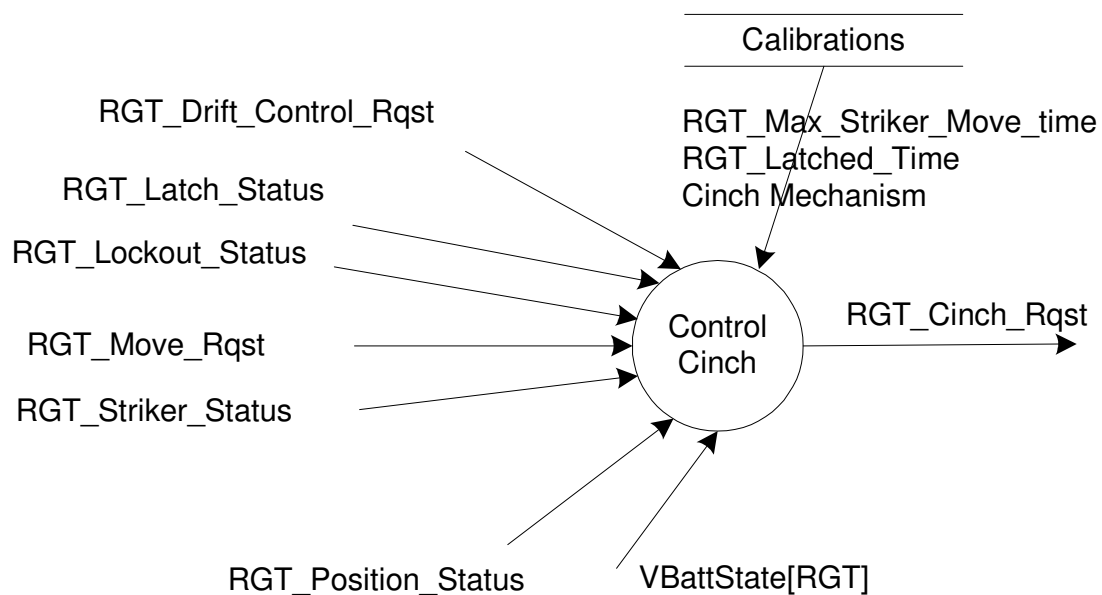 Calibrations
RGT_Drift_Control_Rqst
RGT_Max_Striker_Move_time
RGT_Latched_Time
Cinch Mechanism
RGT_Latch_Status
RGT_Lockout_Status
RGT_Move_Rqst
RGT_Striker_Status
Control
Cinch
RGT_Cinch_Rqst
RGT_Position_Status
VBattState[RGT]